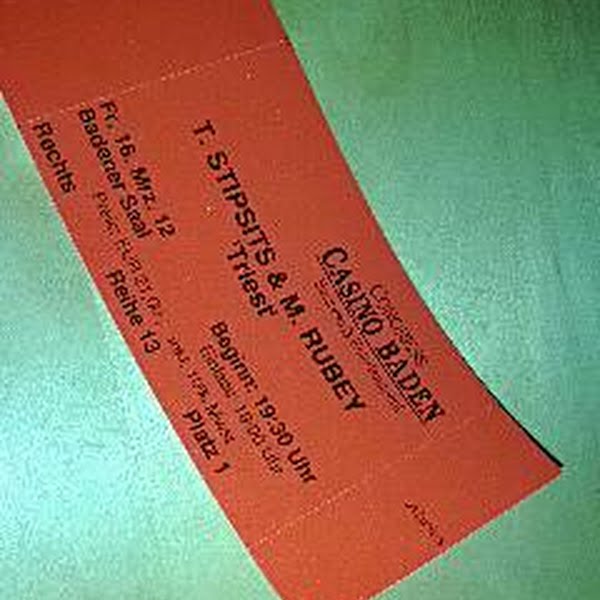 CASINO BADEN
T. STIPSITS & M. RUBEY
'Triest'
Beginn: 19:30 Uhr
Fr, 16. Mrz. 12
Badener Saal
Rechts
Reihe 13
Platz 1